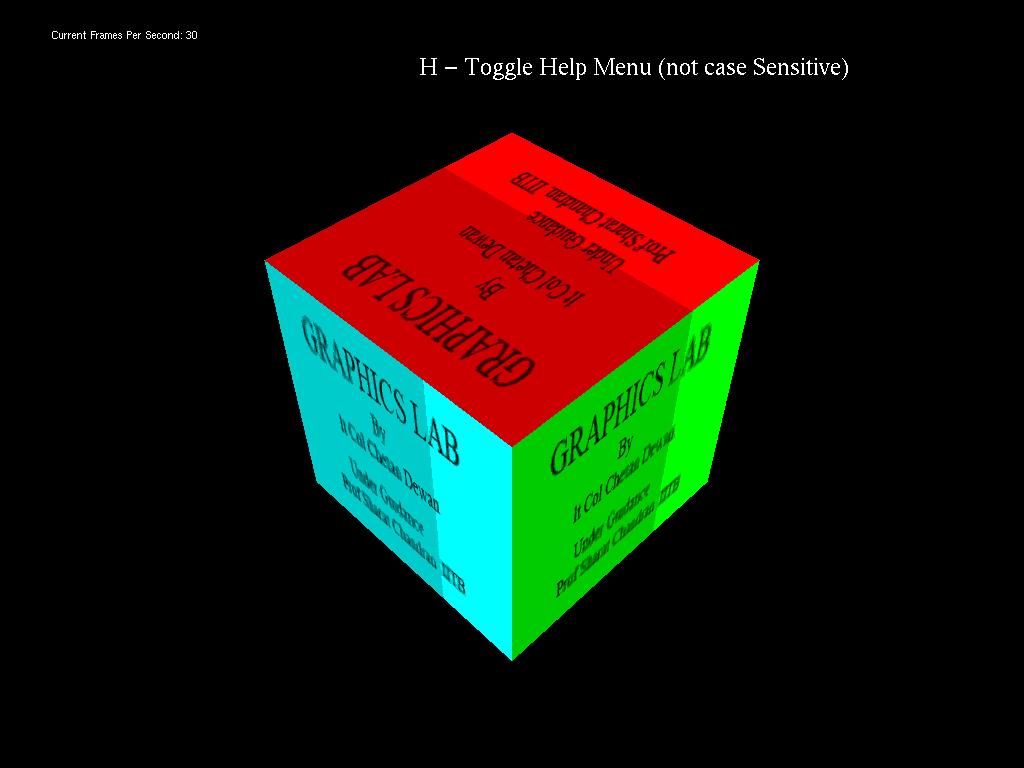 Current Frames Per Second: 30
H – Toggle Help Menu (not case Sensitive)
GRAPHICS LAB
By
lt Col Chetan Dewan
Under Guidance
Prof Sharat Chandran IITB
GRAPHICS LAB
By
lt Col Chetan Dewan
Under Guidance
Prof Sharat Chandran IITB
GRAPHICS LAB
By
lt Col Chetan Dewan
Under Guidance
Prof Sharat Chandran IITB